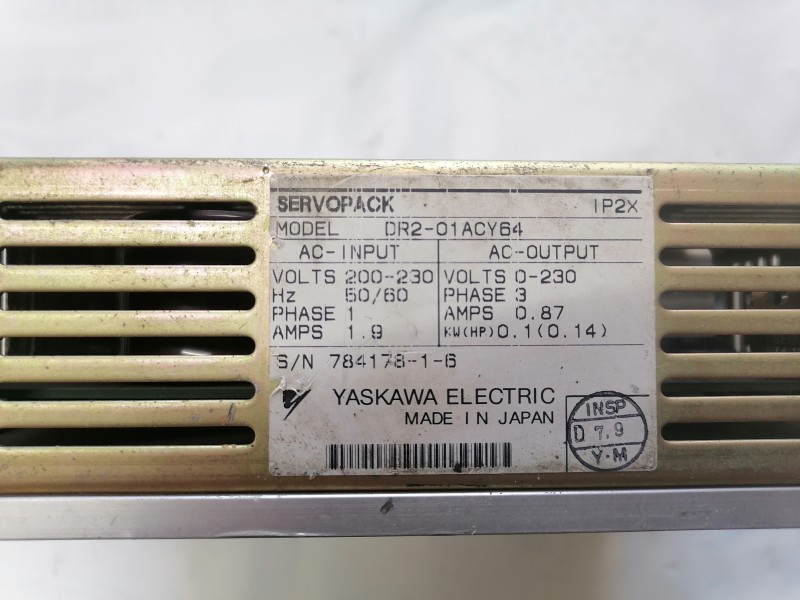 SERVOPACK IP2X
MODEL DR2-01ACY64
AC-INPUT AC-OUTPUT
VOLTS 200-230 VOLTS 0-230
Hz 50/60 PHASE 3
PHASE 1 AMPS 0.87
AMPS 1.9 KW(HP) 0.1(0.14)
S/N 784178-1-6
YASKAWA ELECTRIC
MADE IN JAPAN
INSP
D 7.9
Y.M